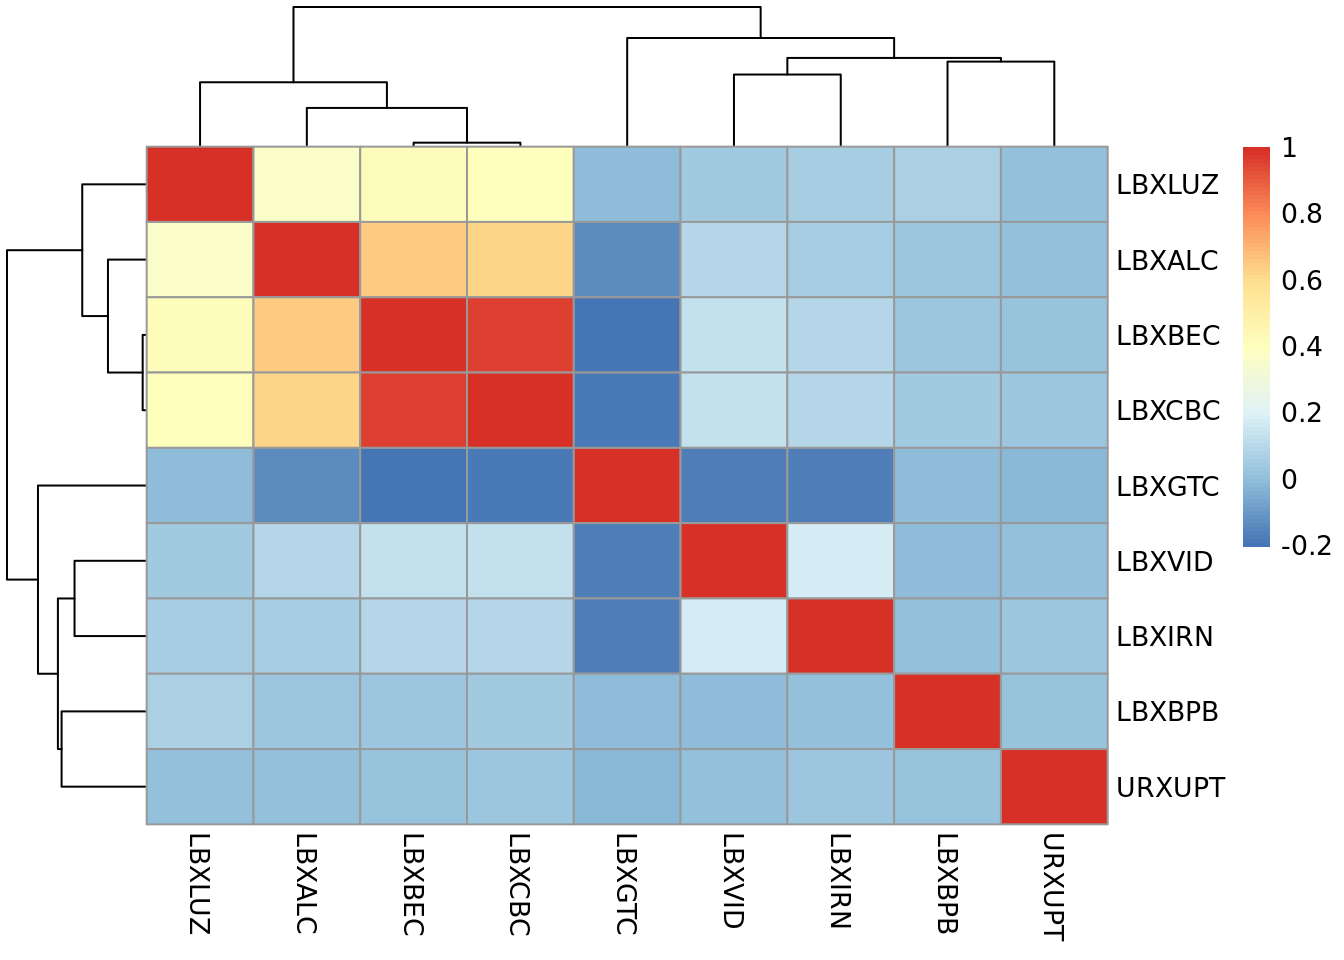 LBXLUZ
LBXALC
LBXBEC
LBXCBC
LBXGTC
LBXVID
LBXIRN
LBXBPB
URXUPT
1
0.8
0.6
0.4
0.2
0
-0.2
LBXLUZ
LBXALC
LBXBEC
LBXCBC
LBXGTC
LBXVID
LBXIRN
LBXBPB
URXUPT